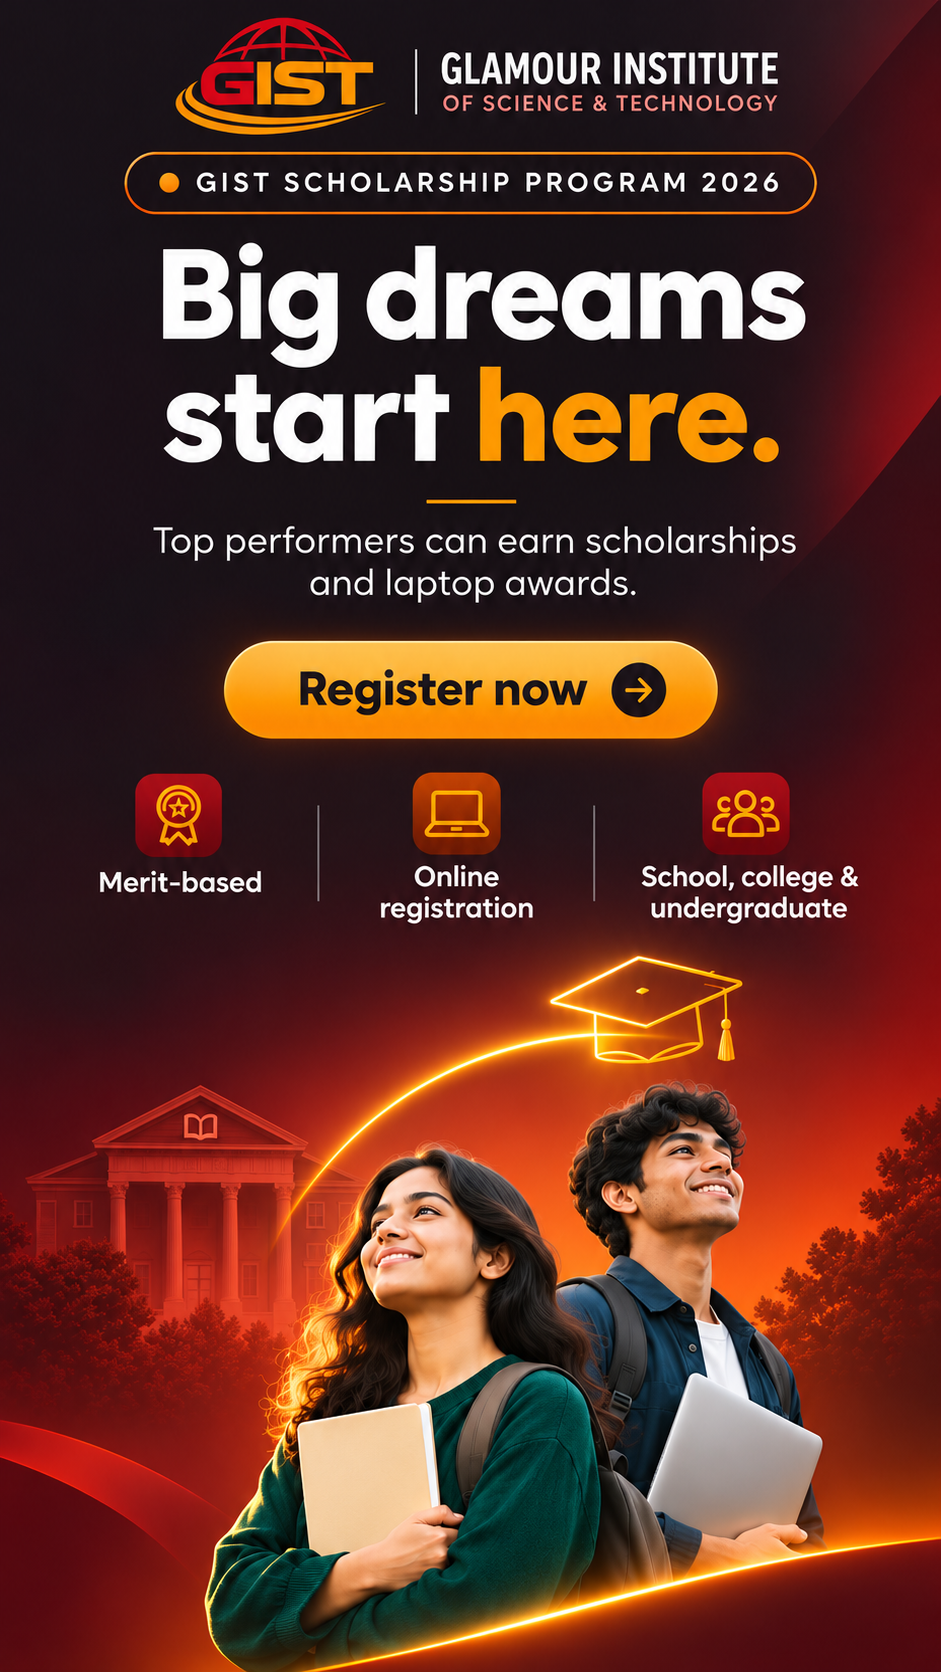 GIST
GLAMOUR INSTITUTE
OF SCIENCE & TECHNOLOGY
GIST SCHOLARSHIP PROGRAM 2026
Big dreams
start here.
Top performers can earn scholarships
and laptop awards.
Register now
Merit-based
Online
registration
School, college &
undergraduate